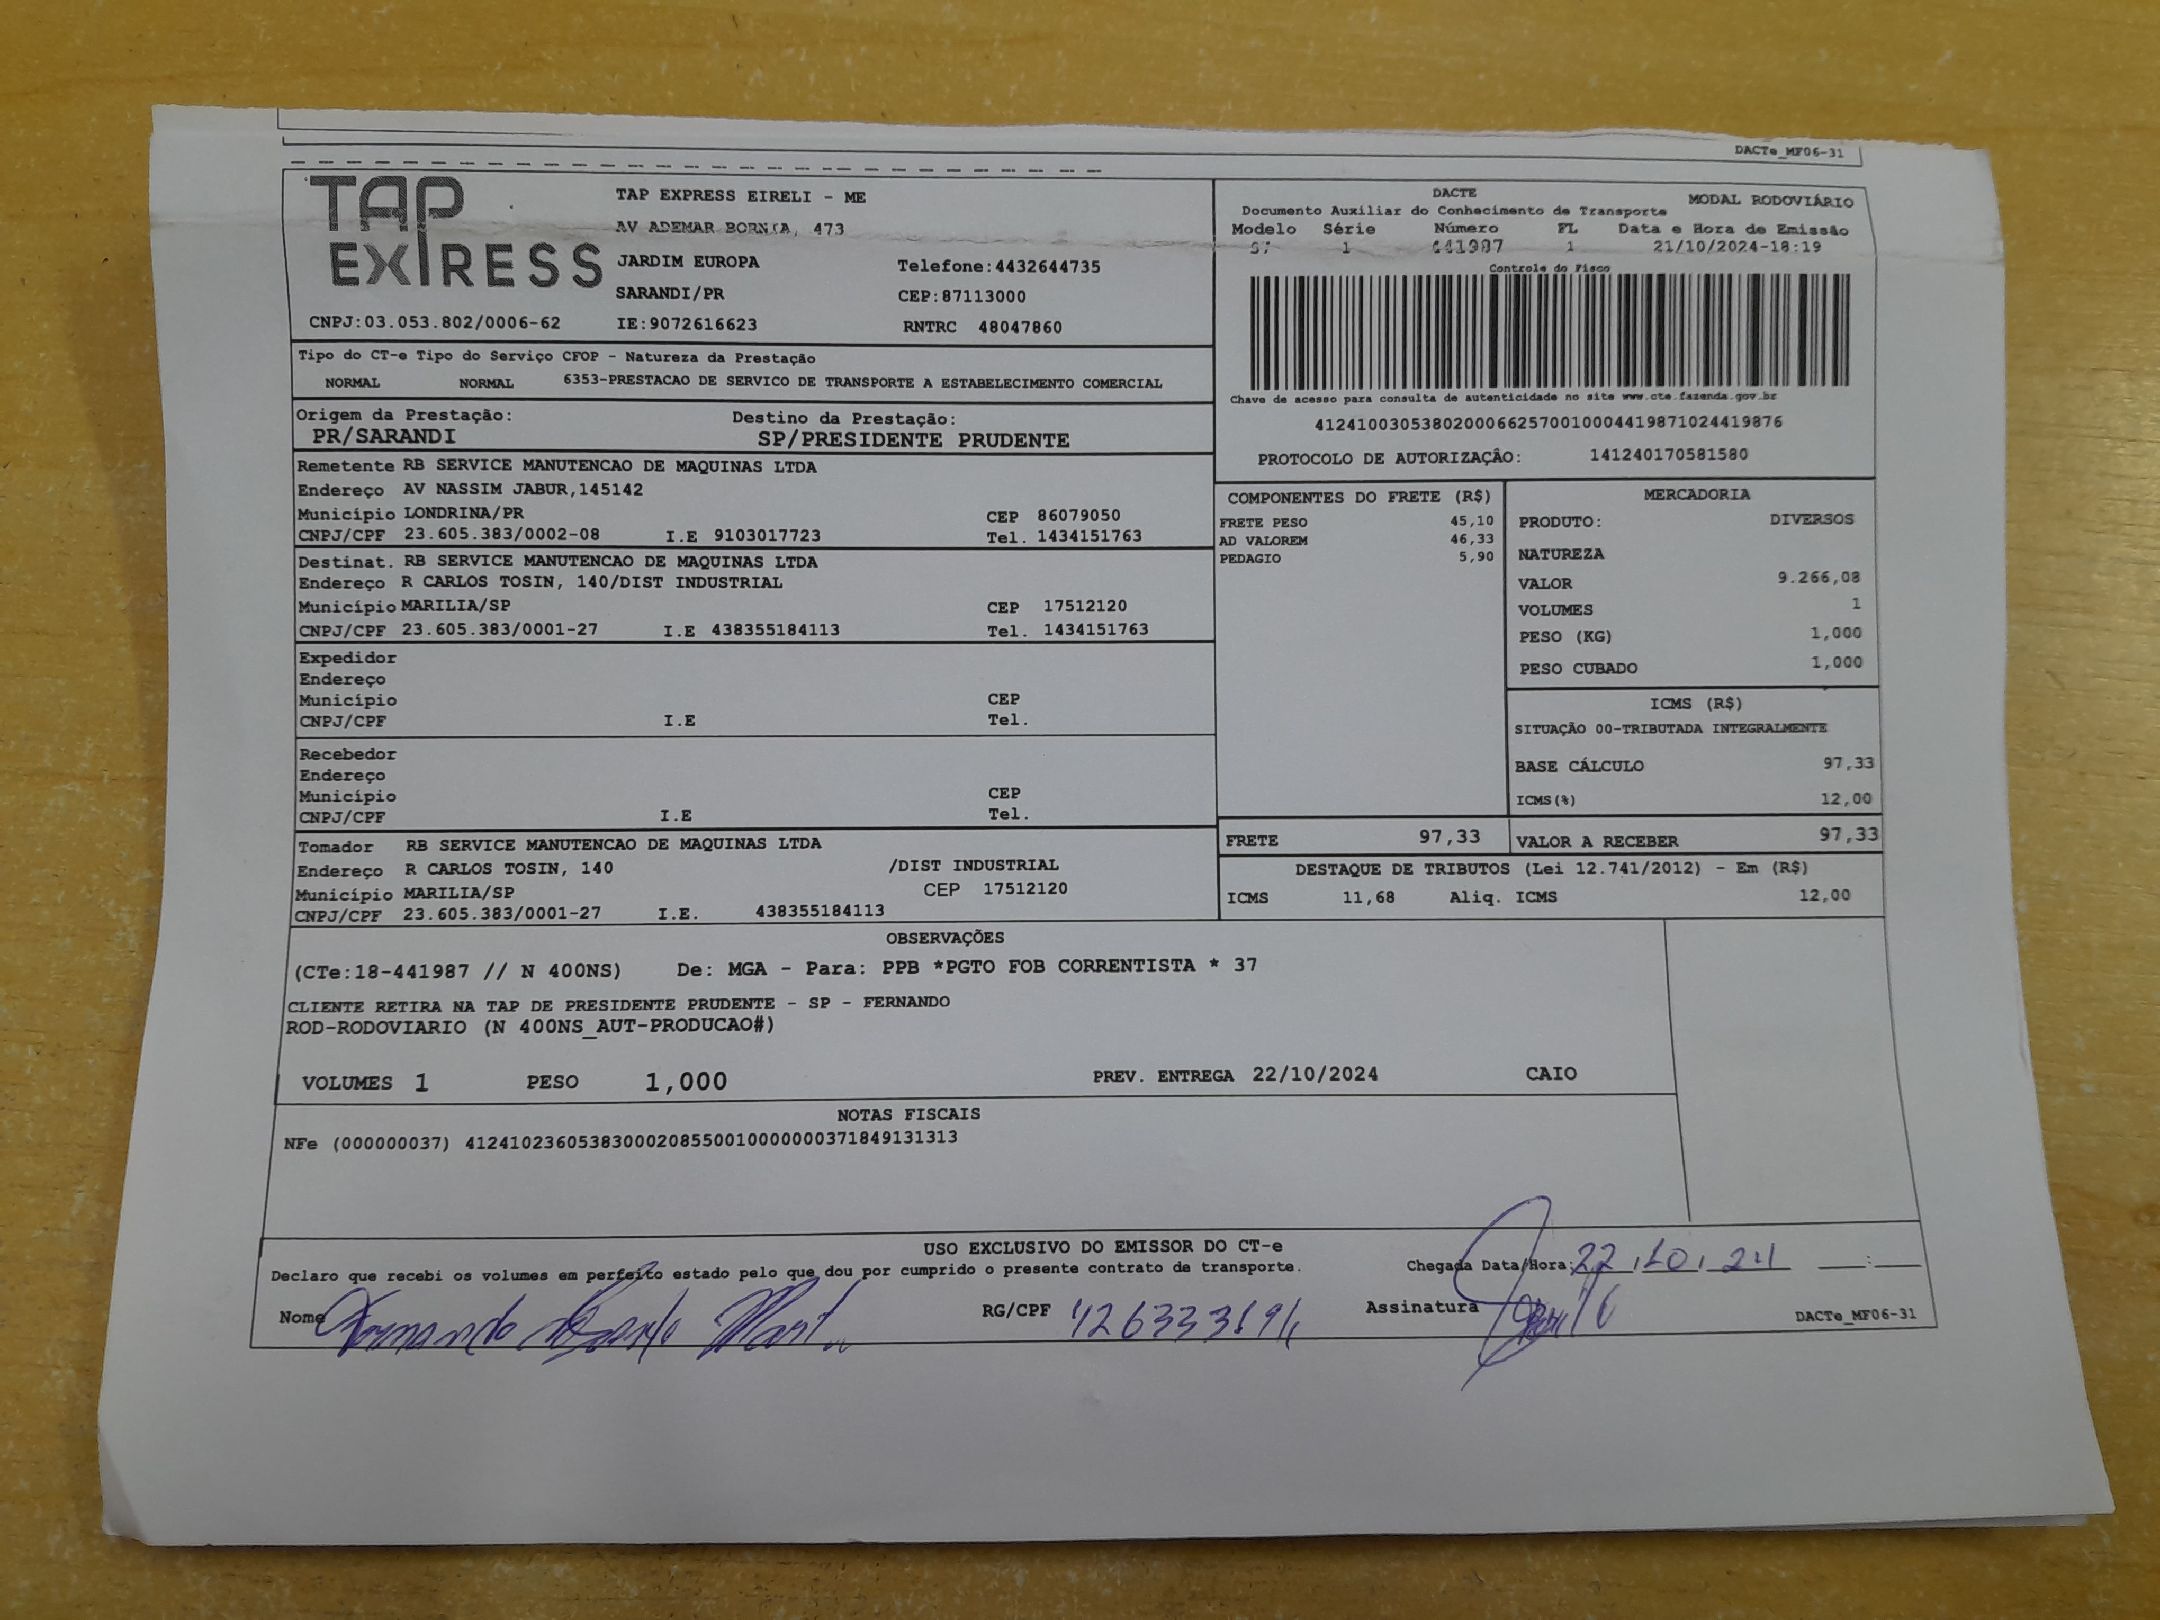 DACTe_MF06-31
TAP EXPRESS
TAP EXPRESS EIRELI - ME
AV ADEMAR BORNIA, 473
JARDIM EUROPA
Telefone:4432644735
SARANDI/PR
CEP:87113000
CNPJ:03.053.802/0006-62
IE:9072616623
RNTRC 48047860
DACTE
MODAL RODOVIÁRIO
Documento Auxiliar do Conhecimento de Transporte
Modelo Série Número FL Data e Hora de Emissão
57 1 441987 1 21/10/2024-18:19
Controle do Fisco
Chave de acesso para consulta de autenticidade no site www.cte.fazenda.gov.br
41241003053802000662570010004419871024419876
PROTOCOLO DE AUTORIZAÇÃO: 141240170581580
Tipo do CT-e Tipo do Serviço CFOP - Natureza da Prestação
NORMAL NORMAL 6353-PRESTACAO DE SERVICO DE TRANSPORTE A ESTABELECIMENTO COMERCIAL
Origem da Prestação: Destino da Prestação:
PR/SARANDI SP/PRESIDENTE PRUDENTE
Remetente RB SERVICE MANUTENCAO DE MAQUINAS LTDA
Endereço AV NASSIM JABUR,145142
Município LONDRINA/PR CEP 86079050
CNPJ/CPF 23.605.383/0002-08 I.E 9103017723 Tel. 1434151763
Destinat. RB SERVICE MANUTENCAO DE MAQUINAS LTDA
Endereço R CARLOS TOSIN, 140/DIST INDUSTRIAL
Município MARILIA/SP CEP 17512120
CNPJ/CPF 23.605.383/0001-27 I.E 438355184113 Tel. 1434151763
Expedidor
Endereço
Município CEP
CNPJ/CPF I.E Tel.
Recebedor
Endereço
Município CEP
CNPJ/CPF I.E Tel.
Tomador RB SERVICE MANUTENCAO DE MAQUINAS LTDA
Endereço R CARLOS TOSIN, 140 /DIST INDUSTRIAL
Município MARILIA/SP CEP 17512120
CNPJ/CPF 23.605.383/0001-27 I.E. 438355184113
COMPONENTES DO FRETE (R$)
FRETE PESO 45,10
AD VALOREM 46,33
PEDAGIO 5,90
MERCADORIA
PRODUTO: DIVERSOS
NATUREZA
VALOR 9.266,08
VOLUMES 1
PESO (KG) 1,000
PESO CUBADO 1,000
ICMS (R$)
SITUAÇÃO 00-TRIBUTADA INTEGRALMENTE
BASE CÁLCULO 97,33
ICMS(%) 12,00
FRETE 97,33 VALOR A RECEBER 97,33
DESTAQUE DE TRIBUTOS (Lei 12.741/2012) - Em (R$)
ICMS 11,68 Aliq. ICMS 12,00
OBSERVAÇÕES
(CTe:18-441987 // N 400NS) De: MGA - Para: PPB *PGTO FOB CORRENTISTA * 37
CLIENTE RETIRA NA TAP DE PRESIDENTE PRUDENTE - SP - FERNANDO
ROD-RODOVIARIO (N 400NS_AUT-PRODUCAO#)
VOLUMES 1 PESO 1,000 PREV. ENTREGA 22/10/2024 CAIO
NOTAS FISCAIS
NFe (000000037) 41241023605383000208550010000000371849131313
USO EXCLUSIVO DO EMISSOR DO CT-e
Declaro que recebi os volumes em perfeito estado pelo que dou por cumprido o presente contrato de transporte.
Chegada Data/Hora: 22,10,24
Nome Fernando
RG/CPF
Assinatura
DACTe_MF06-31